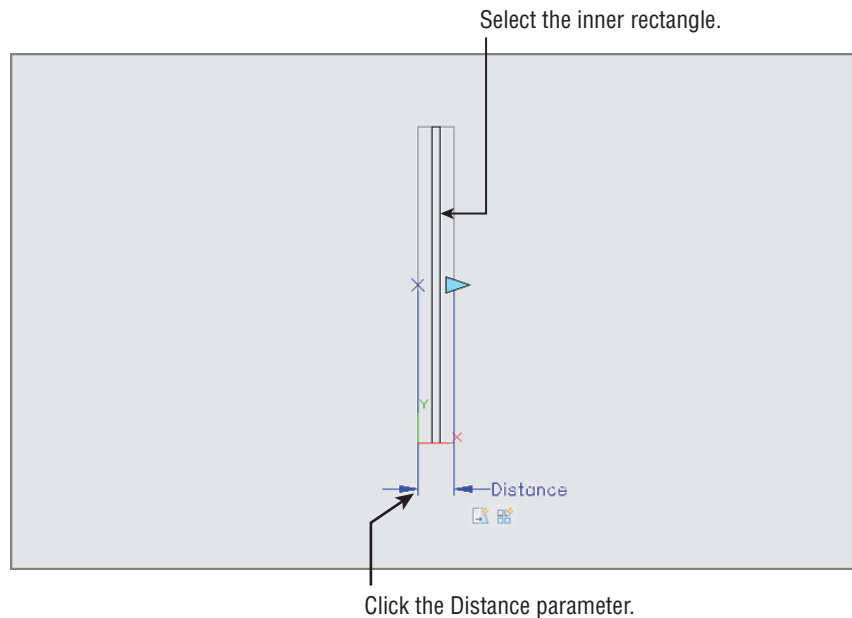 Select the inner rectangle.
Y
X
Distance
Click the Distance parameter.